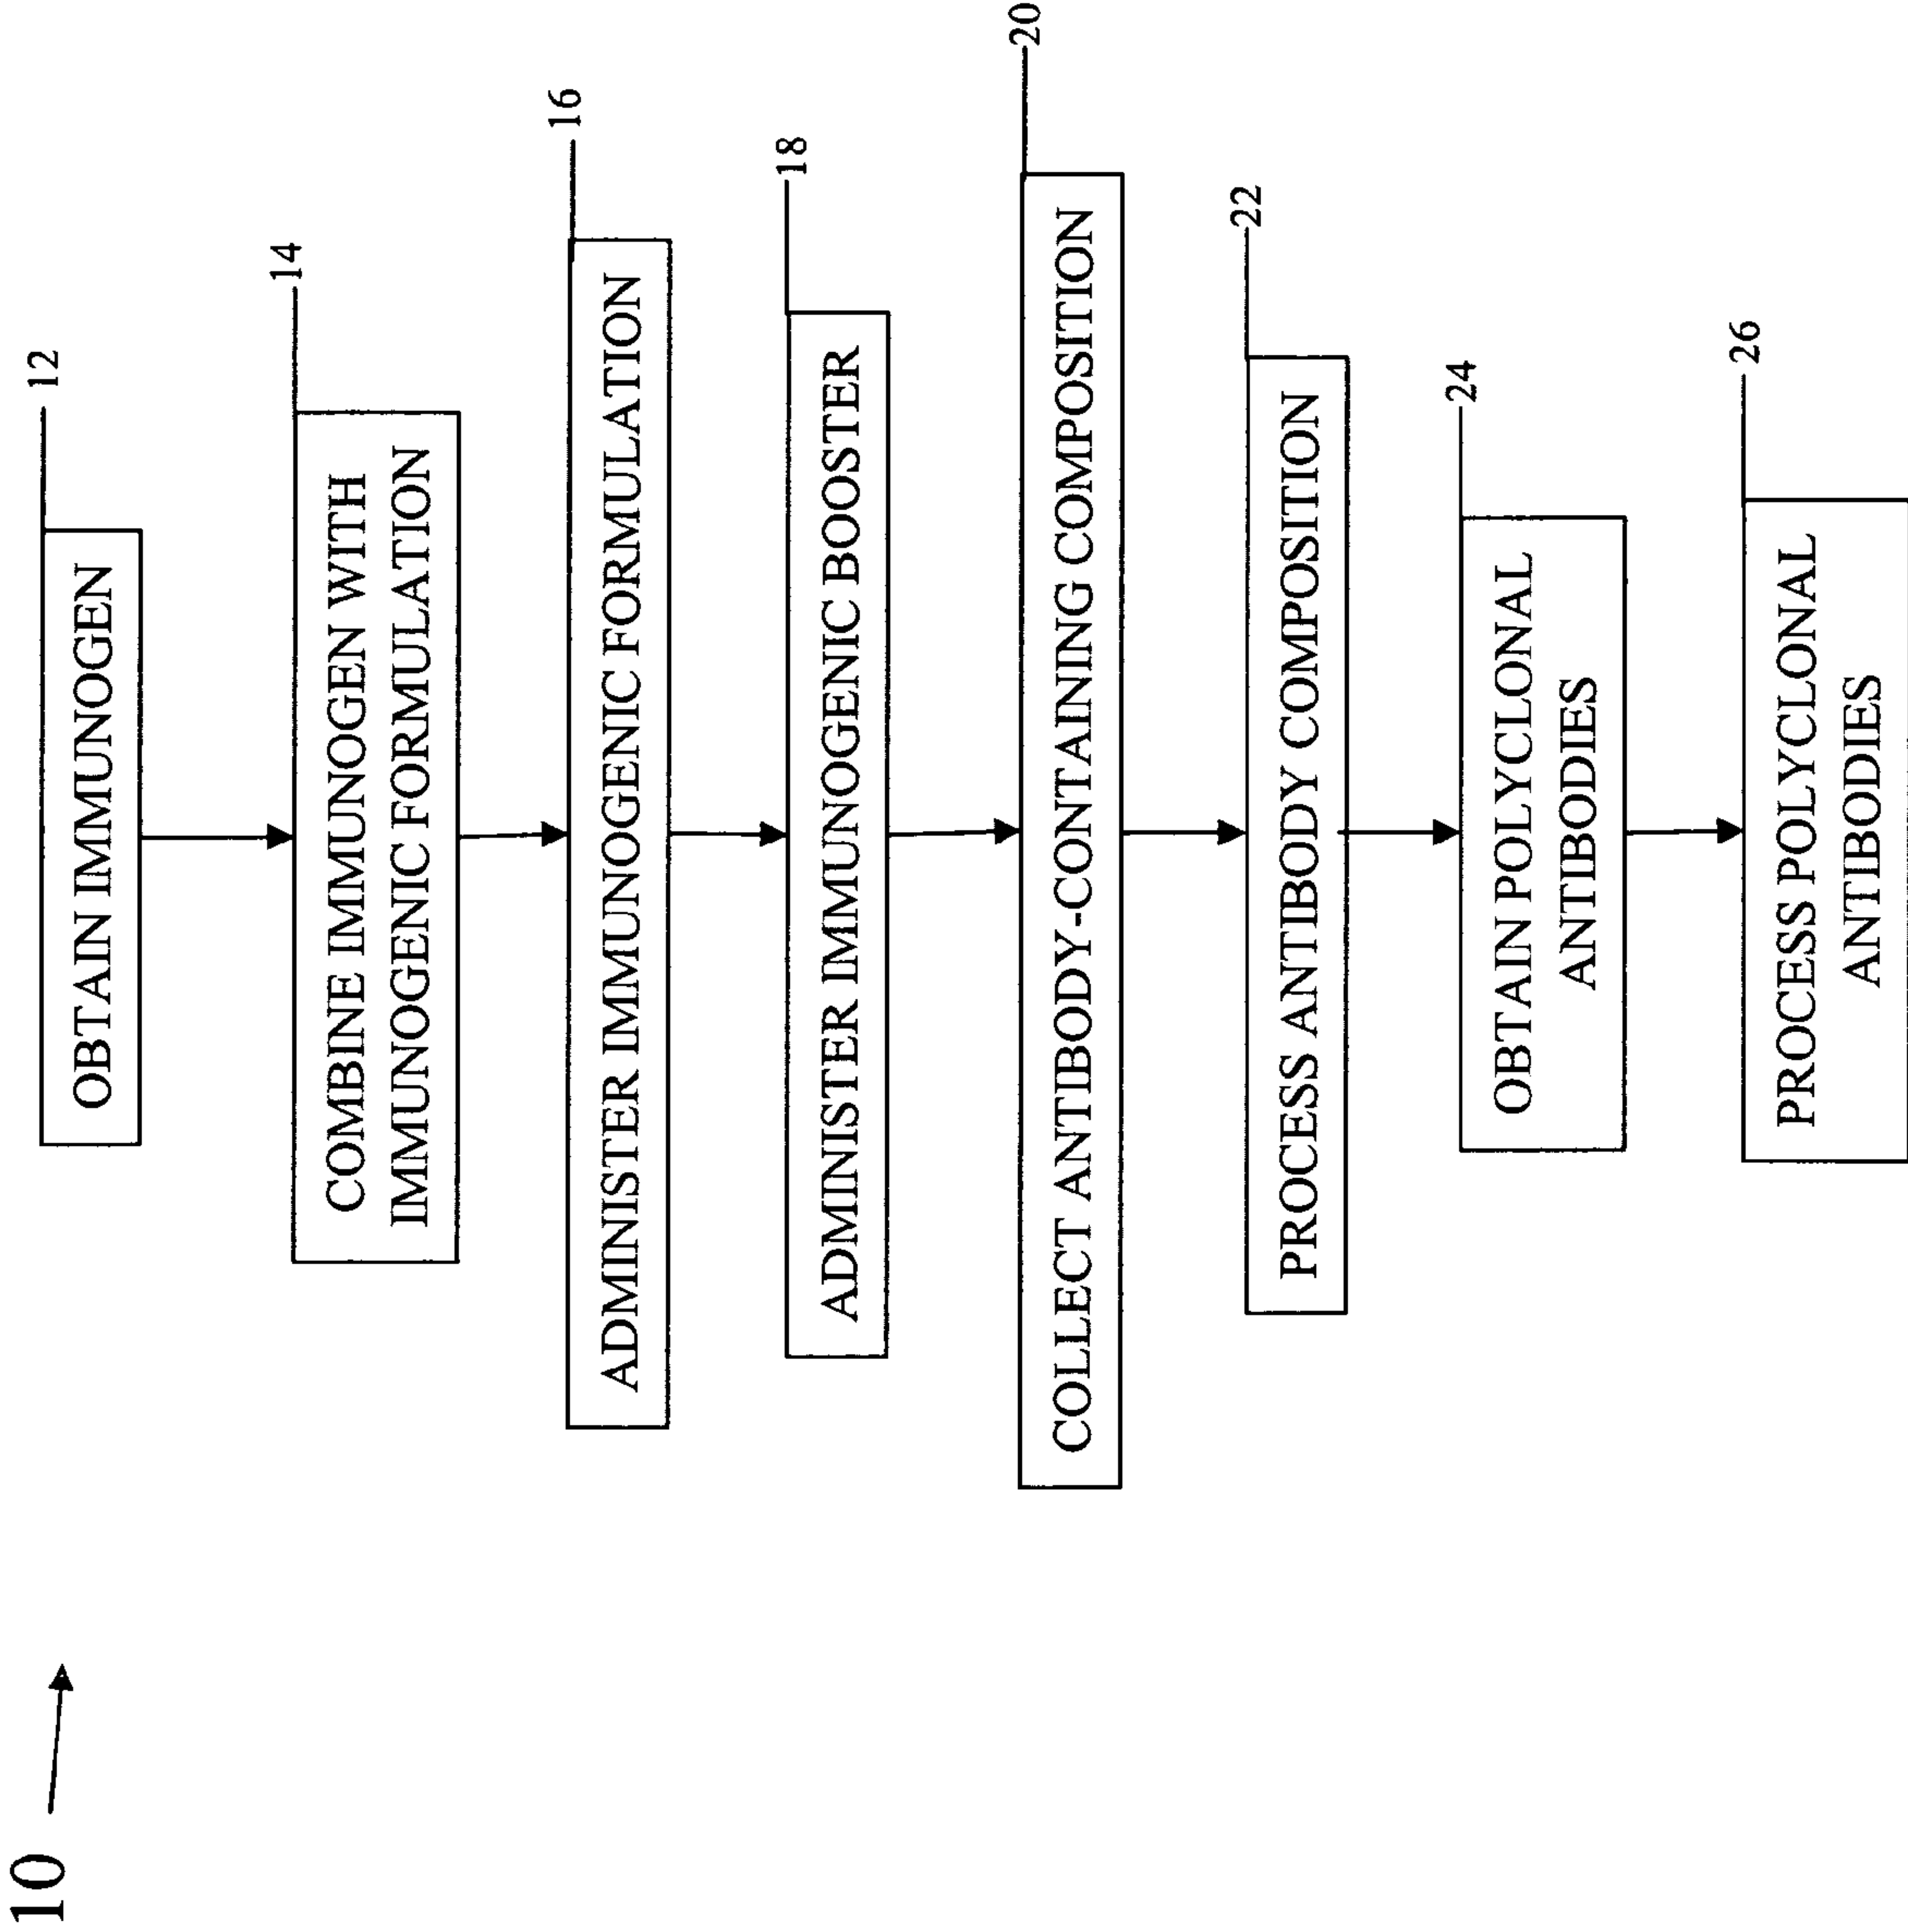 10
12
OBTAIN IMMUNOGEN
14
COMBINE IMMUNOGEN WITH
IMMUNOGENIC FORMULATION
16
ADMINISTER IMMUNOGENIC FORMULATION
18
ADMINISTER IMMUNOGENIC BOOSTER
20
COLLECT ANTIBODY-CONTAINING COMPOSITION
22
PROCESS ANTIBODY COMPOSITION
24
OBTAIN POLYCLONAL
ANTIBODIES
26
PROCESS POLYCLONAL
ANTIBODIES